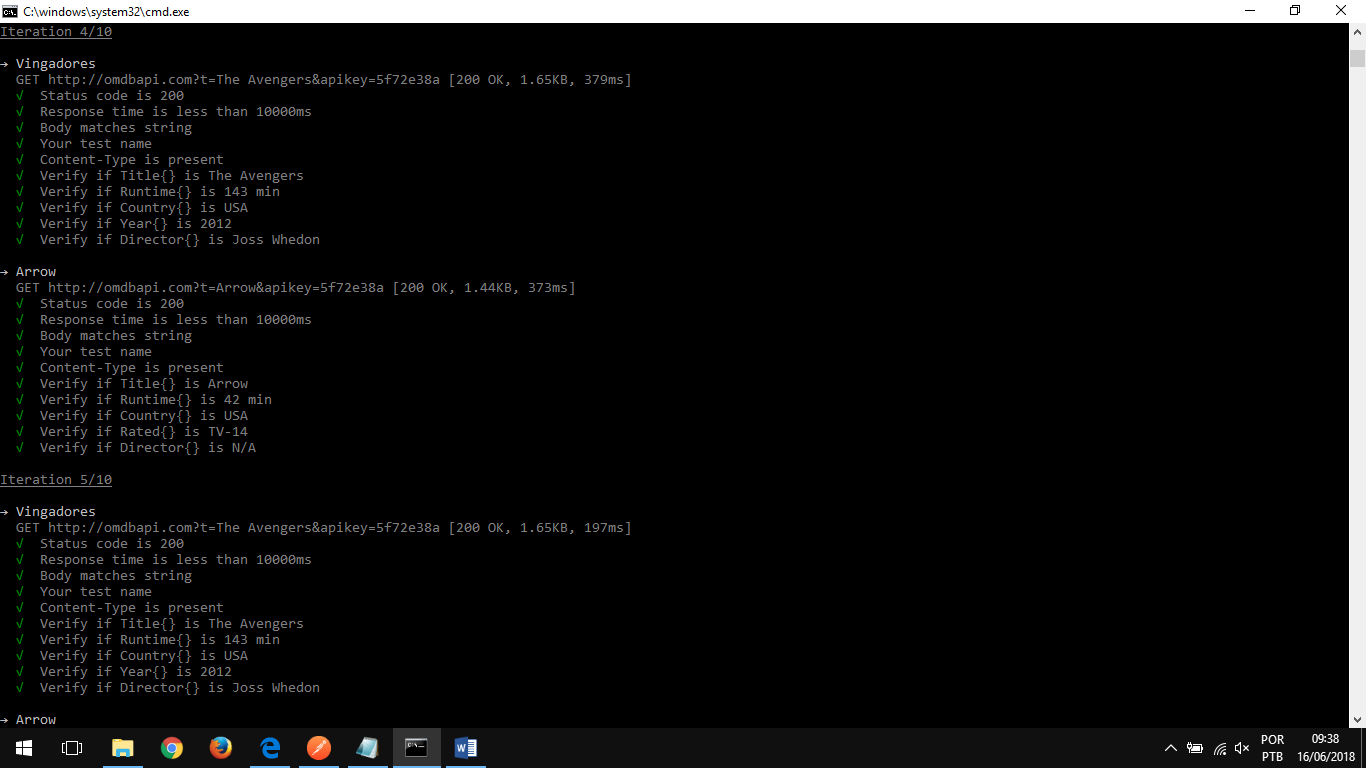 C:\windows\system32\cmd.exe
Iteration 4/10
→ Vingadores
GET http://omdbapi.com?t=The Avengers&apikey=5f72e38a [200 OK, 1.65KB, 379ms]
√ Status code is 200
√ Response time is less than 10000ms
√ Body matches string
√ Your test name
√ Content-Type is present
√ Verify if Title{} is The Avengers
√ Verify if Runtime{} is 143 min
√ Verify if Country{} is USA
√ Verify if Year{} is 2012
√ Verify if Director{} is Joss Whedon
→ Arrow
GET http://omdbapi.com?t=Arrow&apikey=5f72e38a [200 OK, 1.44KB, 373ms]
√ Status code is 200
√ Response time is less than 10000ms
√ Body matches string
√ Your test name
√ Content-Type is present
√ Verify if Title{} is Arrow
√ Verify if Runtime{} is 42 min
√ Verify if Country{} is USA
√ Verify if Rated{} is TV-14
√ Verify if Director{} is N/A
Iteration 5/10
→ Vingadores
GET http://omdbapi.com?t=The Avengers&apikey=5f72e38a [200 OK, 1.65KB, 197ms]
√ Status code is 200
√ Response time is less than 10000ms
√ Body matches string
√ Your test name
√ Content-Type is present
√ Verify if Title{} is The Avengers
√ Verify if Runtime{} is 143 min
√ Verify if Country{} is USA
√ Verify if Year{} is 2012
√ Verify if Director{} is Joss Whedon
→ Arrow
POR 09:38
PTB 16/06/2018